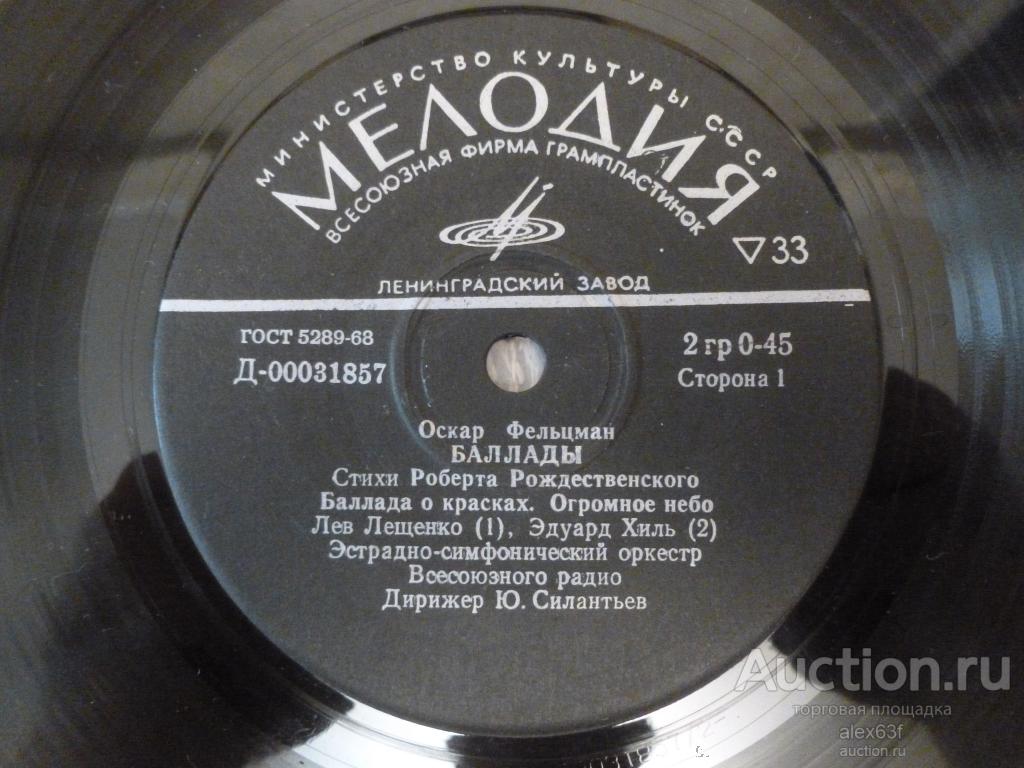 МИНИСТЕРСТВО КУЛЬТУРЫ СССР
МЕЛОДИЯ
ВСЕСОЮЗНАЯ ФИРМА ГРАМПЛАСТИНОК
▽33
ЛЕНИНГРАДСКИЙ ЗАВОД
ГОСТ 5289-68
2 гр 0-45
Д-00031857
Сторона 1
Оскар Фельцман
БАЛЛАДЫ
Стихи Роберта Рождественского
Баллада о красках. Огромное небо
Лев Лещенко (1), Эдуард Хиль (2)
Эстрадно-симфонический оркестр
Всесоюзного радио
Дирижер Ю. Силантьев
Auction.ru
торговая площадка
alex63f
auction.ru